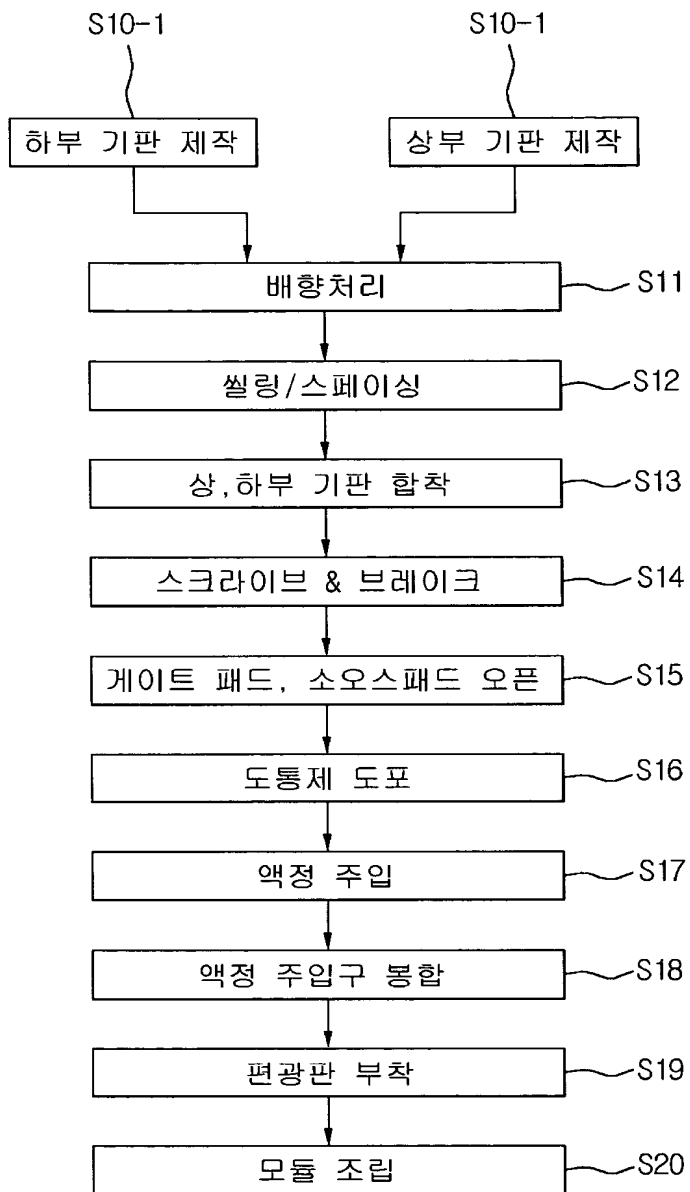 S10-1
S10-1
하부 기판 제작
상부 기판 제작
배향처리
S11
씰링/스페이싱
S12
상,하부 기판 합착
S13
스크라이브 & 브레이크
S14
게이트 패드, 소오스패드 오픈
S15
도통제 도포
S16
액정 주입
S17
액정 주입구 봉합
S18
편광판 부착
S19
모듈 조립
S20